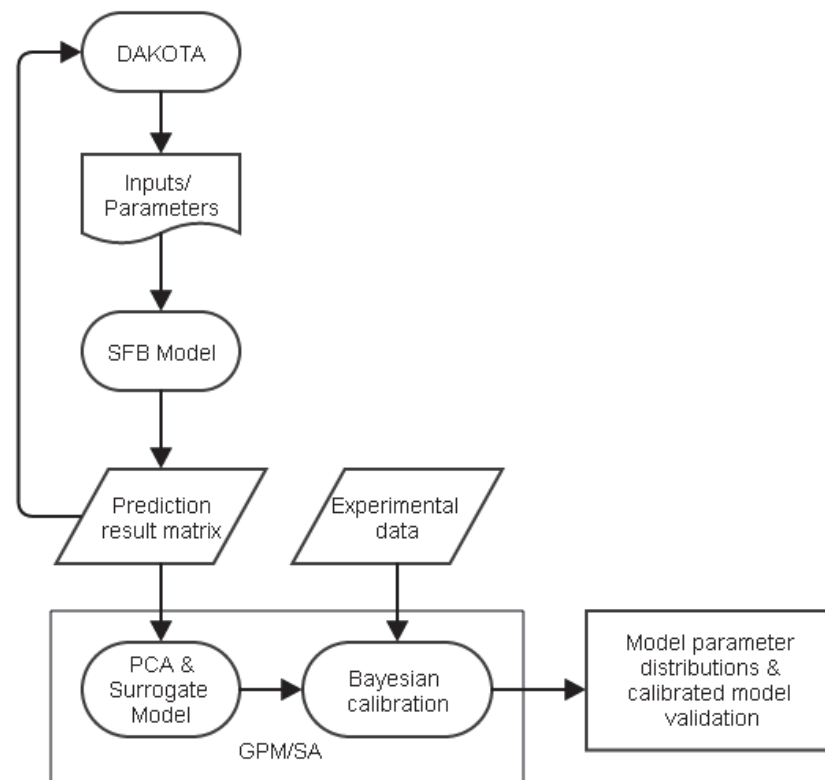 DAKOTA
Inputs/
Parameters
SFB Model
Prediction
result matrix
Experimental
data
PCA &
Surrogate
Model
Bayesian
calibration
GPM/SA
Model parameter
distributions &
calibrated model
validation